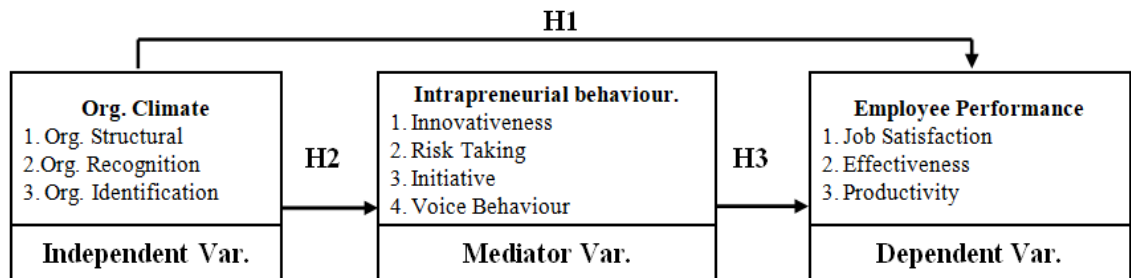 H1
Org. Climate
1. Org. Structural
2.Org. Recognition
3. Org. Identification
Independent Var.
H2
Intrapreneurial behaviour.
1. Innovativeness
2. Risk Taking
3. Initiative
4. Voice Behaviour
Mediator Var.
H3
Employee Performance
1. Job Satisfaction
2. Effectiveness
3. Productivity
Dependent Var.